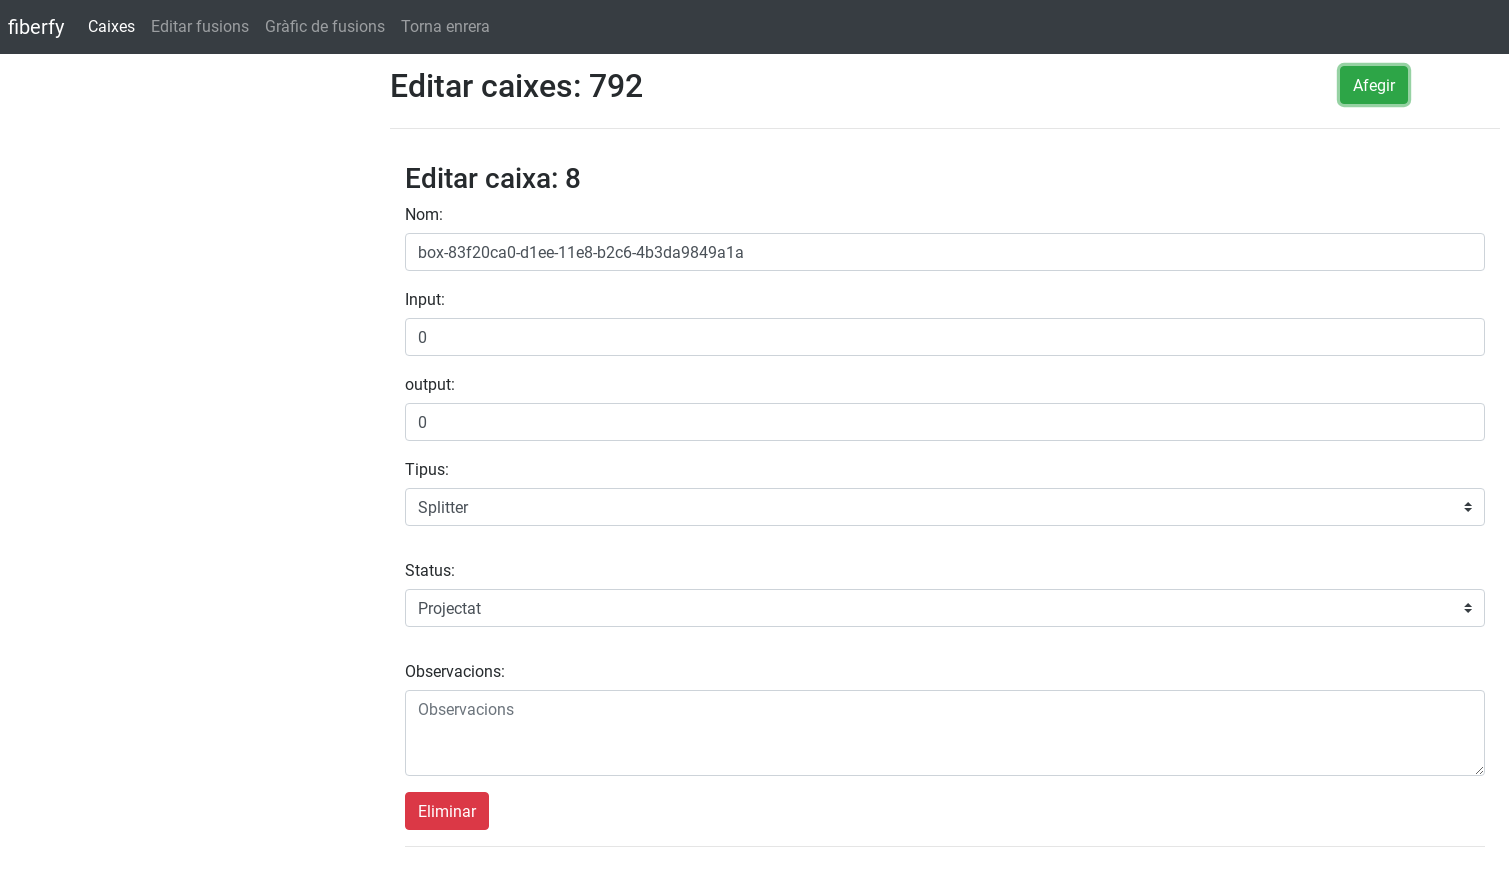 fiberfy Caixes Editar fusions Gràfic de fusions Torna enrera
Editar caixes: 792 Afegir
Editar caixa: 8
Nom:
box-83f20ca0-d1ee-11e8-b2c6-4b3da9849a1a
Input:
0
output:
0
Tipus:
Splitter
Status:
Projectat
Observacions:
Observacions
Eliminar